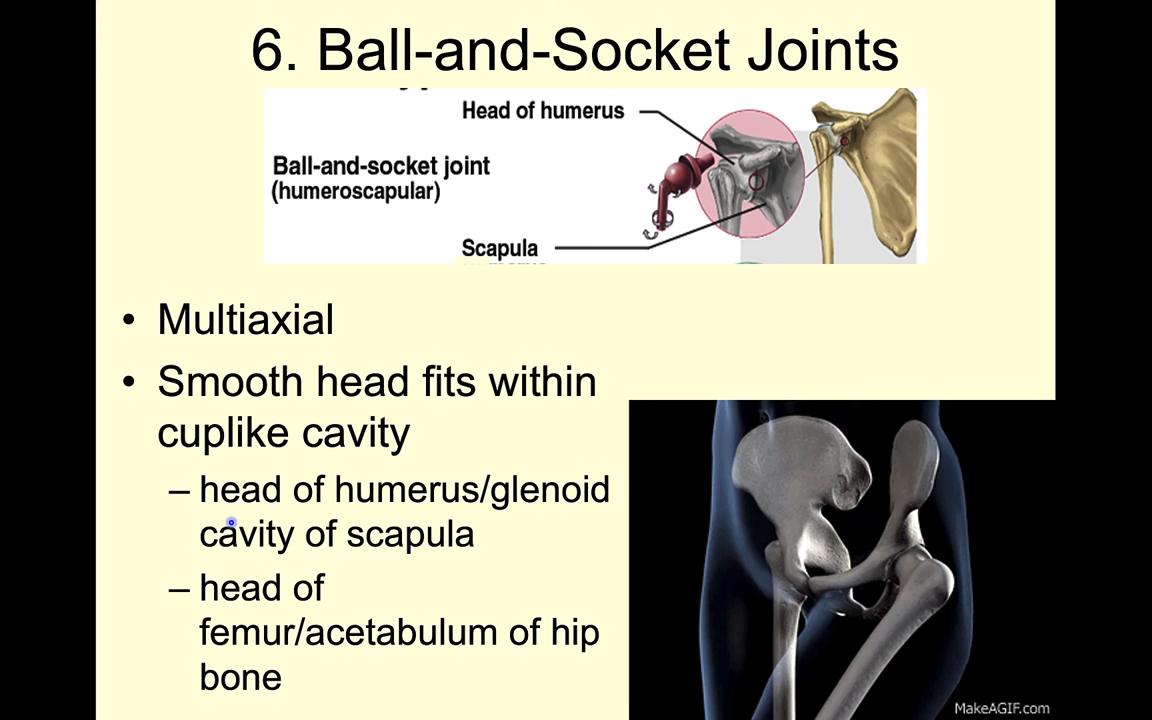 6. Ball-and-Socket Joints
Head of humerus
Ball-and-socket joint
(humeroscapular)
Scapula
• Multiaxial
• Smooth head fits within
cuplike cavity
– head of humerus/glenoid
cavity of scapula
– head of
femur/acetabulum of hip
bone
MakeAGIF.com